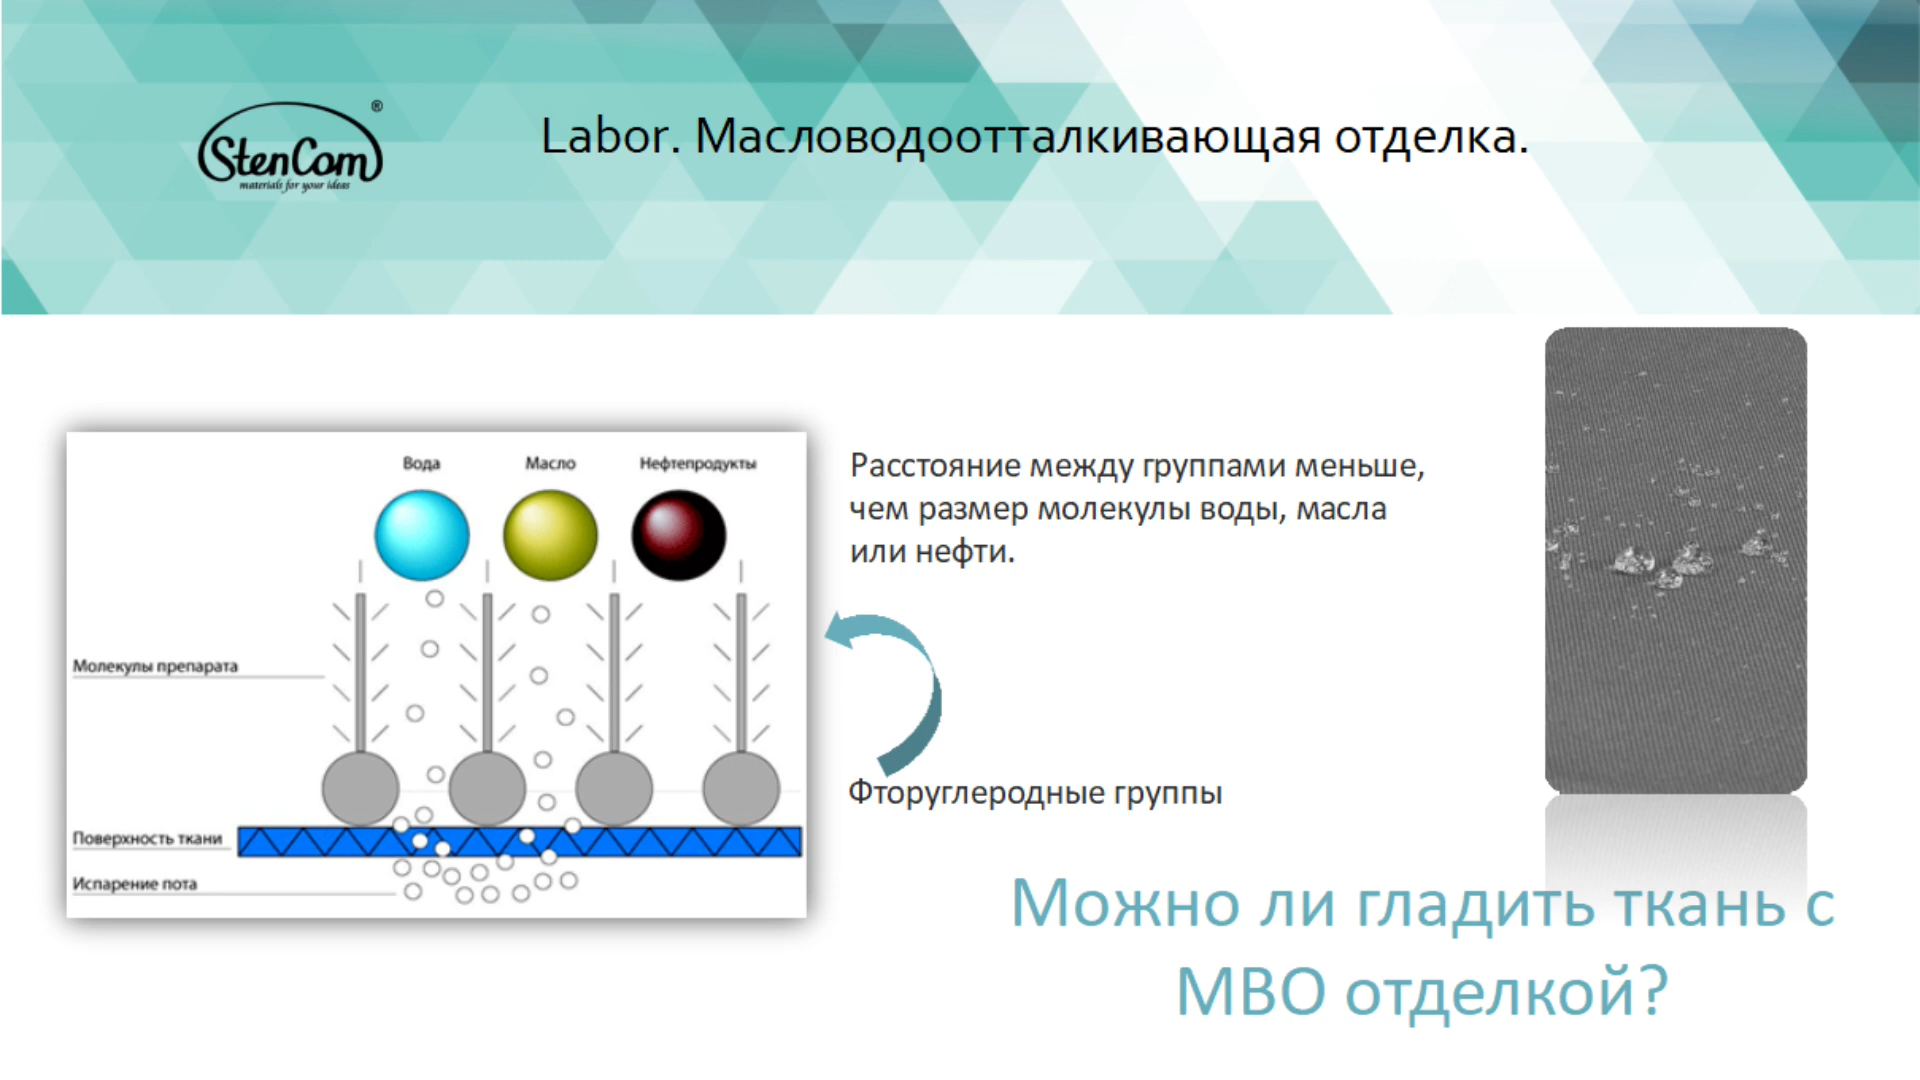 StenCom®
materials for your ideas
Labor. Масловодоотталкивающая отделка.
Вода
Масло
Нефтепродукты
Молекулы препарата
Поверхность ткани
Испарение пота
Расстояние между группами меньше,
чем размер молекулы воды, масла
или нефти.
Фторуглеродные группы
Можно ли гладить ткань с
МВО отделкой?